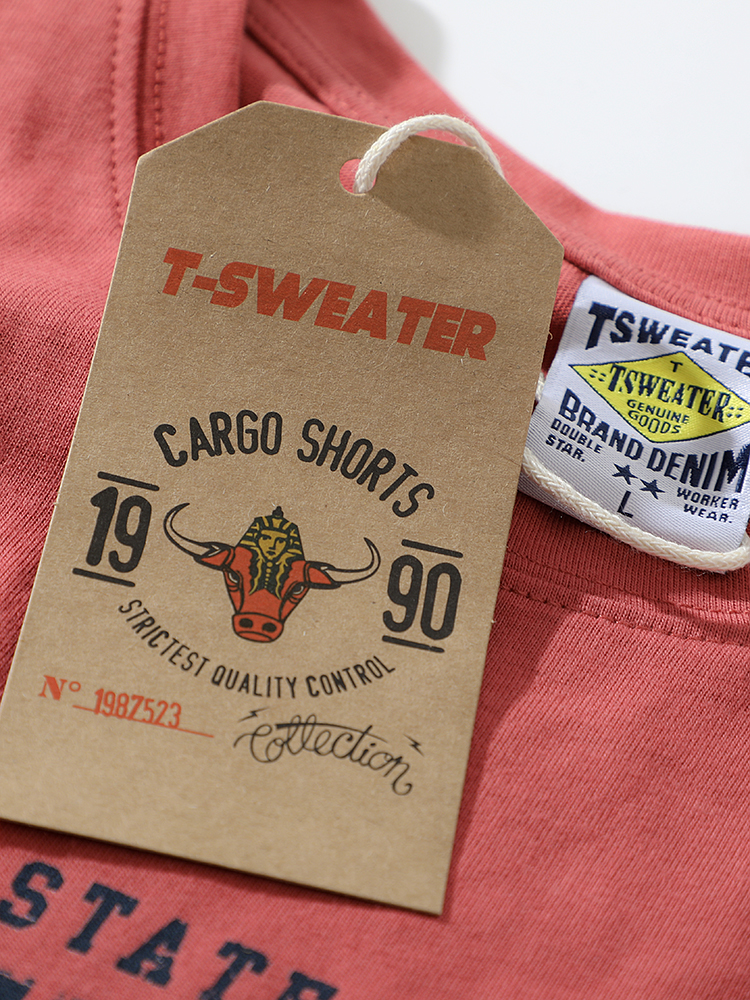 T-SWEATER
CARGO SHORTS
19 90
STRICTEST QUALITY CONTROL
N° 198Z523
Collection
TSWEATE
T
TSWEATER
GENUINE
GOODS
BRAND DENIM
DOUBLE
STAR.
L
WORKER
WEAR.
STATE